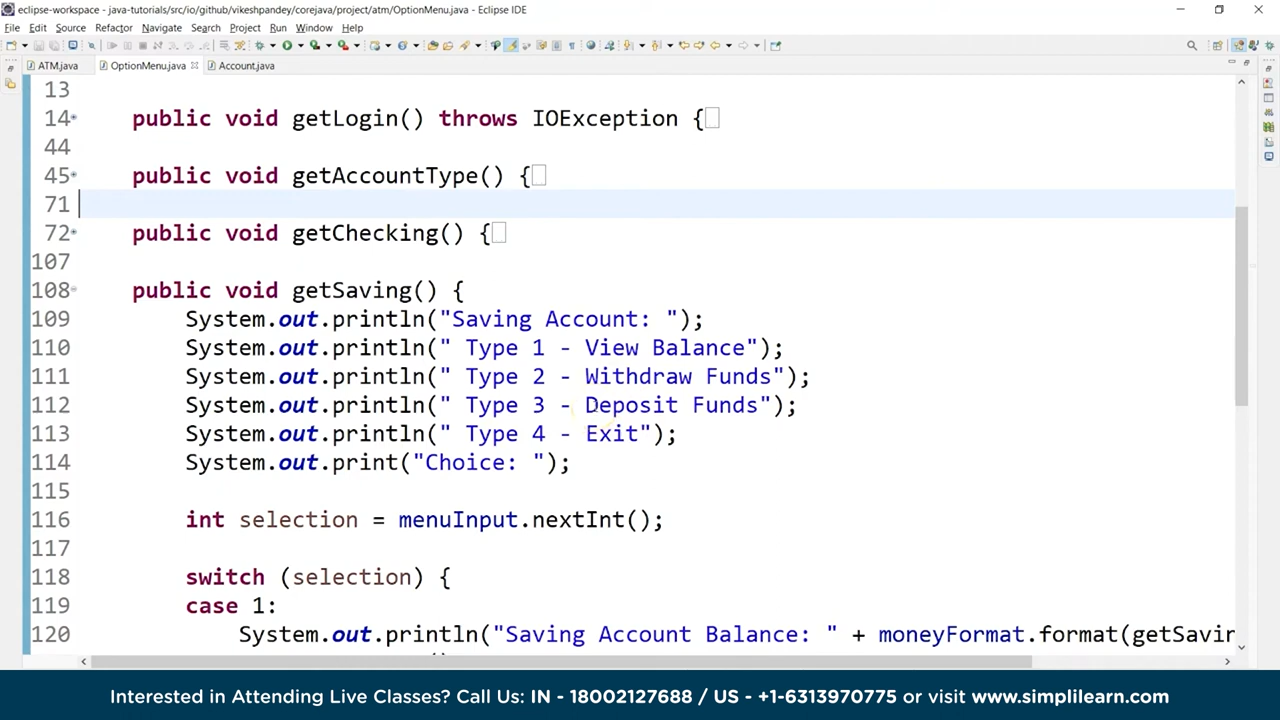 eclipse-workspace - java-tutorials/src/io/github/vikeshpandey/corejava/project/atm/OptionMenu.java - Eclipse IDE
File Edit Source Refactor Navigate Search Project Run Window Help
ATM.java OptionMenu.java Account.java
13
14 public void getLogin() throws IOException {
44
45 public void getAccountType() {
71
72 public void getChecking() {
107
108 public void getSaving() {
109 System.out.println("Saving Account: ");
110 System.out.println(" Type 1 - View Balance");
111 System.out.println(" Type 2 - Withdraw Funds");
112 System.out.println(" Type 3 - Deposit Funds");
113 System.out.println(" Type 4 - Exit");
114 System.out.print("Choice: ");
115
116 int selection = menuInput.nextInt();
117
118 switch (selection) {
119 case 1:
120 System.out.println("Saving Account Balance: " + moneyFormat.format(getSavin
Interested in Attending Live Classes? Call Us: IN - 18002127688 / US - +1-6313970775 or visit www.simplilearn.com